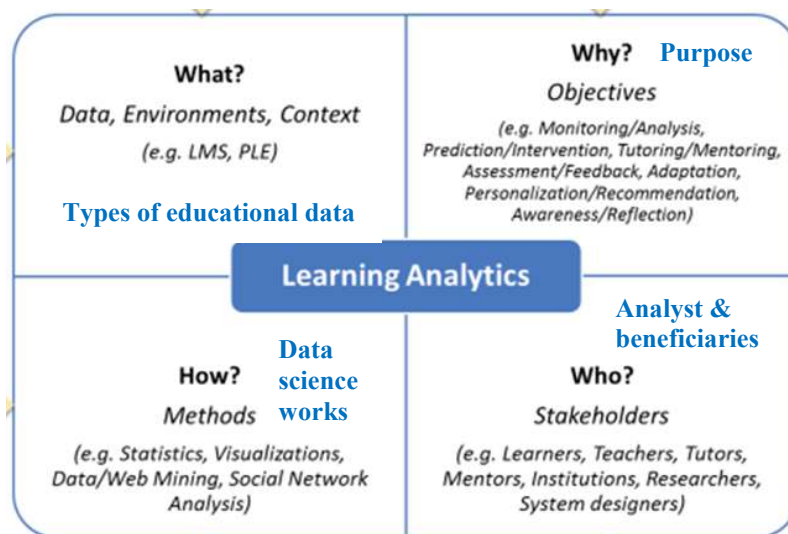 What?
Data, Environments, Context
(e.g. LMS, PLE)
Types of educational data
Why? Purpose
Objectives
(e.g. Monitoring/Analysis,
Prediction/Intervention, Tutoring/Mentoring,
Assessment/Feedback, Adaptation,
Personalization/Recommendation,
Awareness/Reflection)
Learning Analytics
Data
science
works
How?
Methods
(e.g. Statistics, Visualizations,
Data/Web Mining, Social Network
Analysis)
Analyst &
beneficiaries
Who?
Stakeholders
(e.g. Learners, Teachers, Tutors,
Mentors, Institutions, Researchers,
System designers)